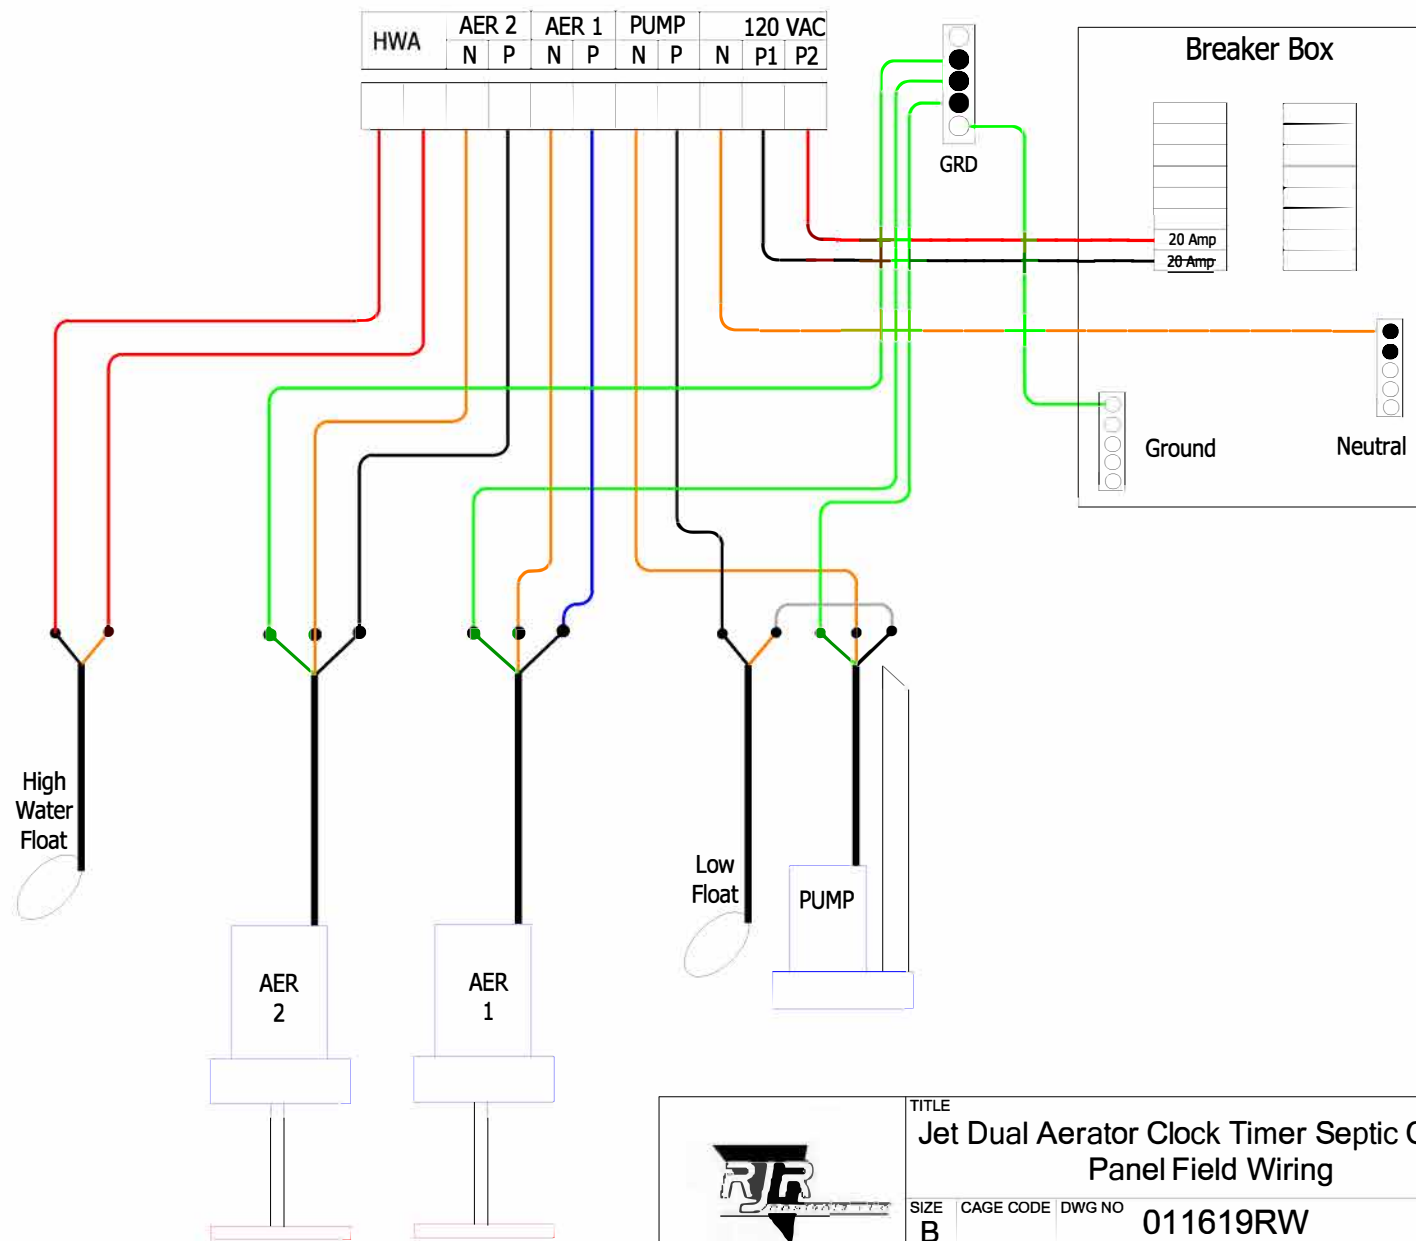 HWA
AER 2
AER 1
PUMP
120 VAC
N P N P N P N P1 P2
GRD
Breaker Box
20 Amp
20 Amp
Ground
Neutral
High
Water
Float
Low
Float
PUMP
AER
2
AER
1
TITLE
Jet Dual Aerator Clock Timer Septic C
Panel Field Wiring
RJR
SIZE
B
CAGE CODE
DWG NO
011619RW